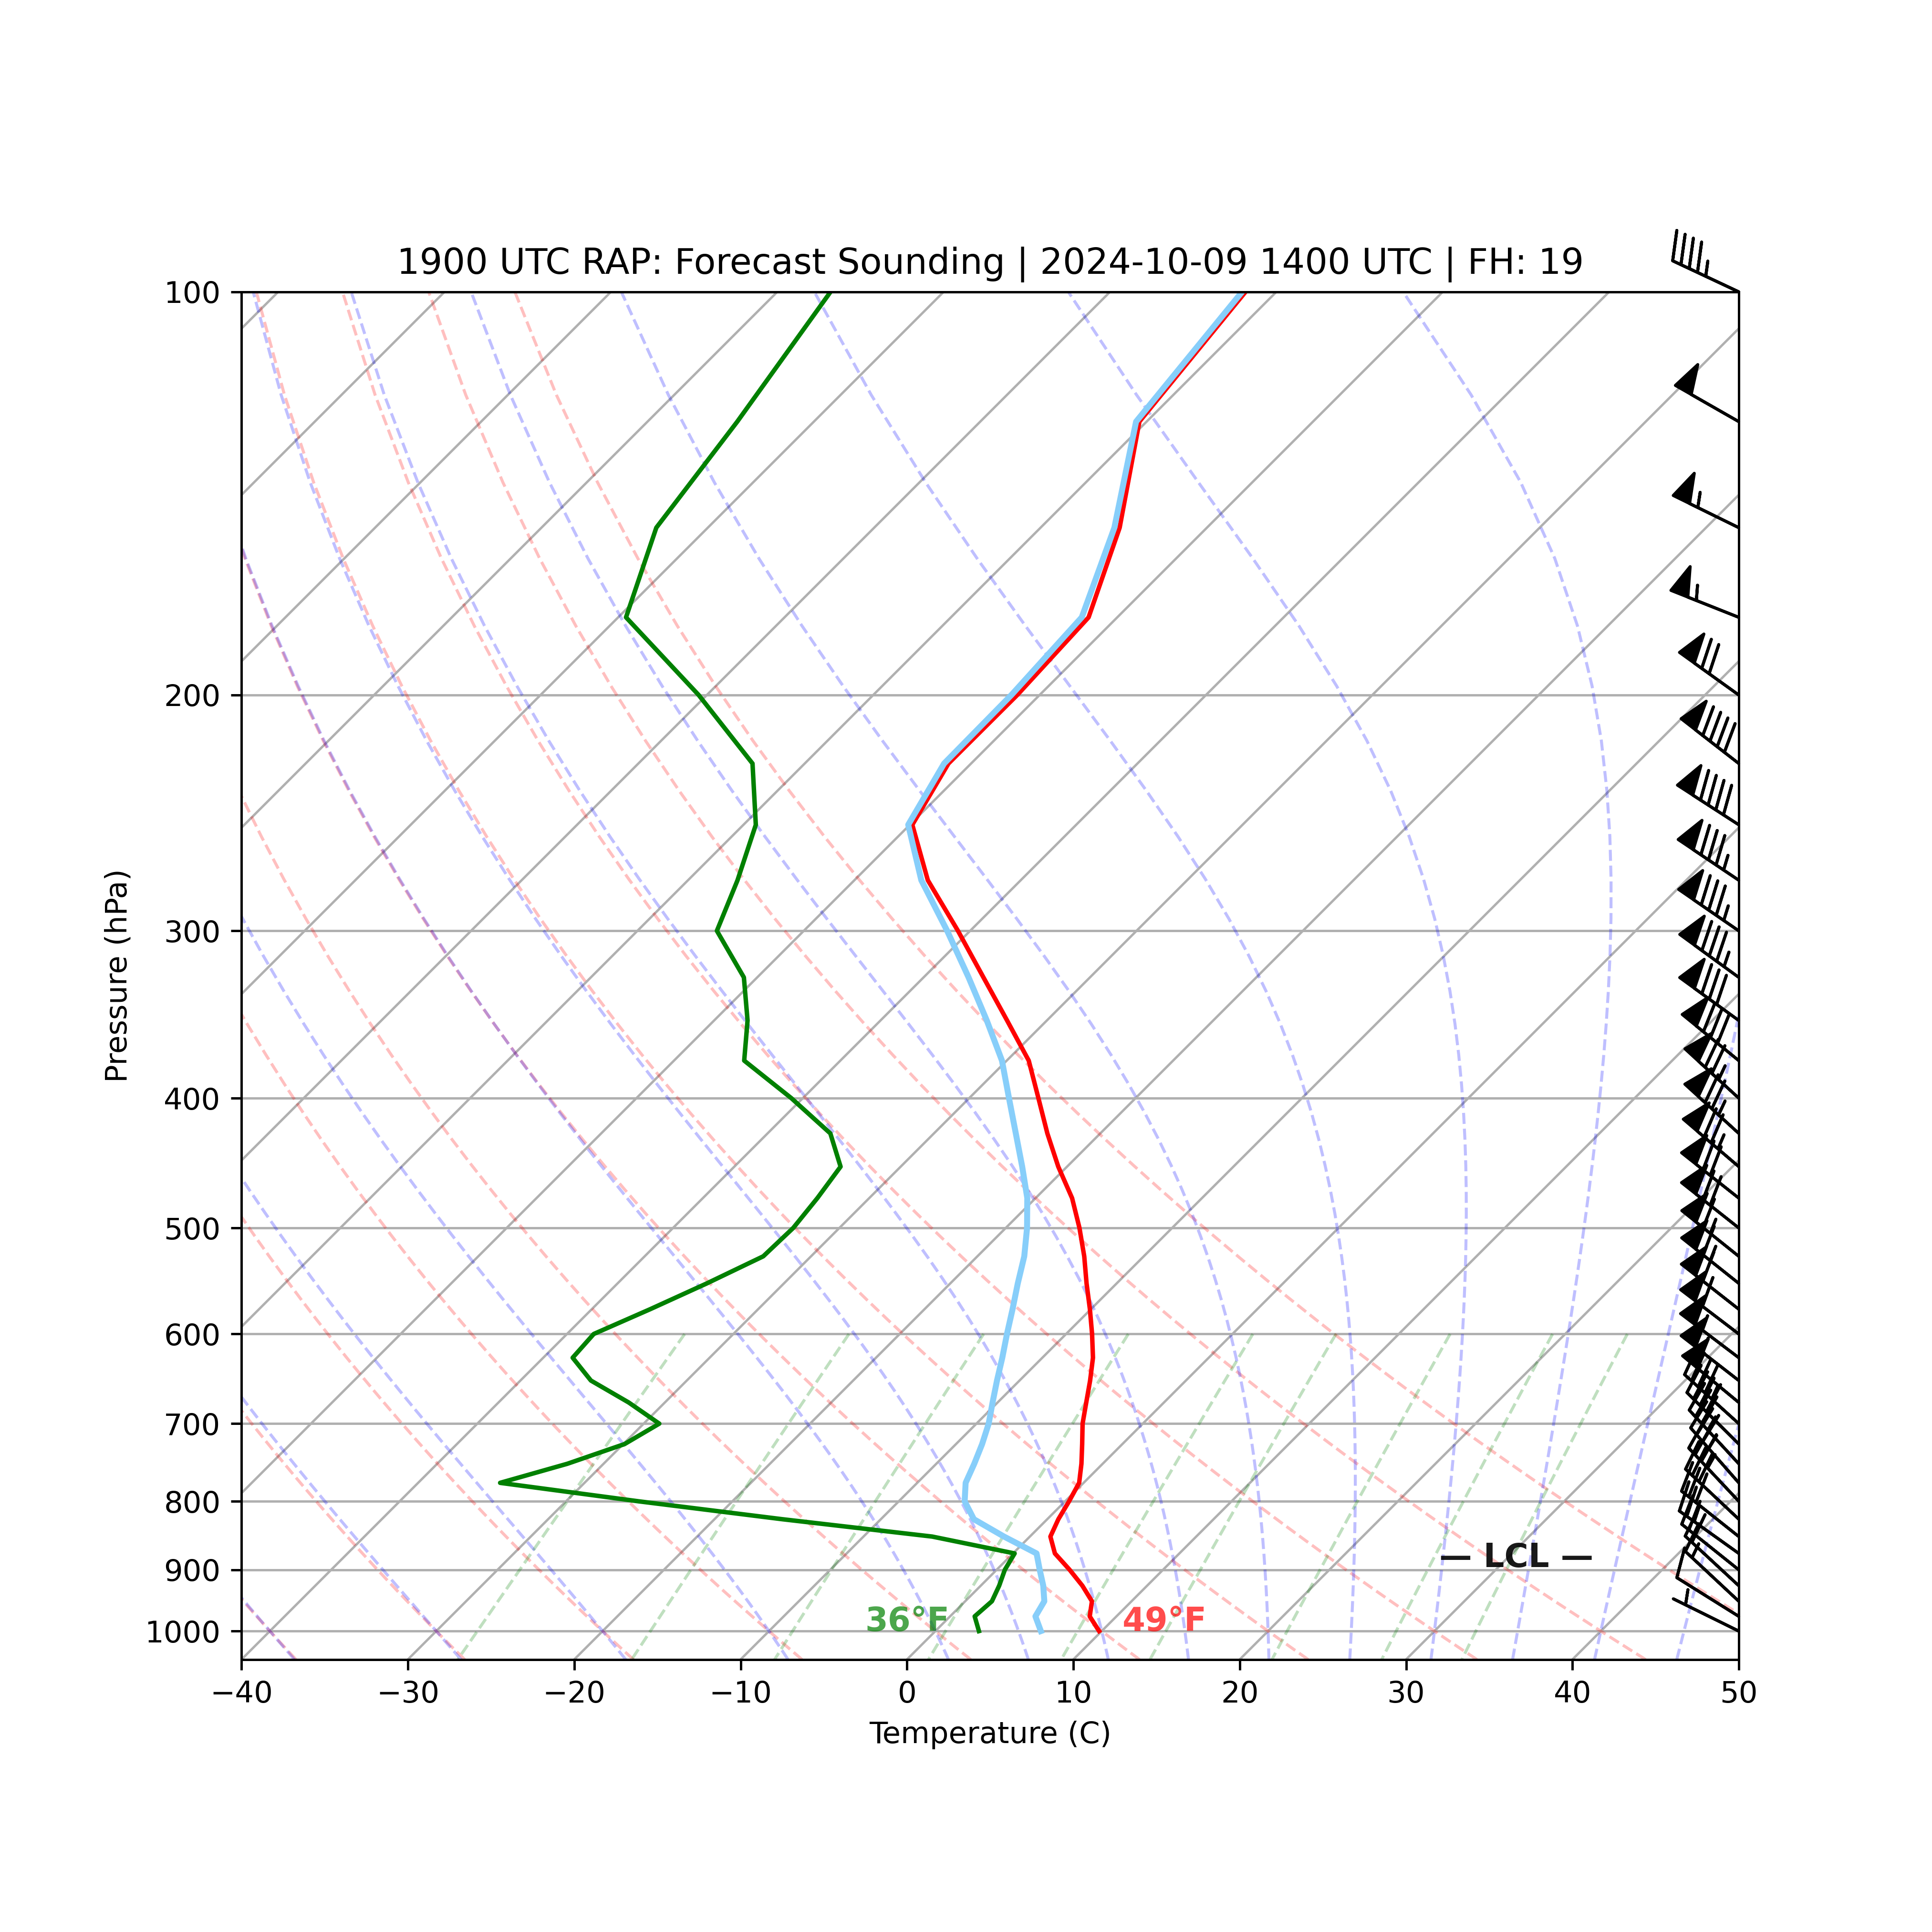 1900 UTC RAP: Forecast Sounding | 2024-10-09 1400 UTC | FH: 19
100
200
300
400
500
600
700
800
900
1000
Pressure (hPa)
— LCL —
36°F
49°F
−40 −30 −20 −10 0 10 20 30 40 50
Temperature (C)